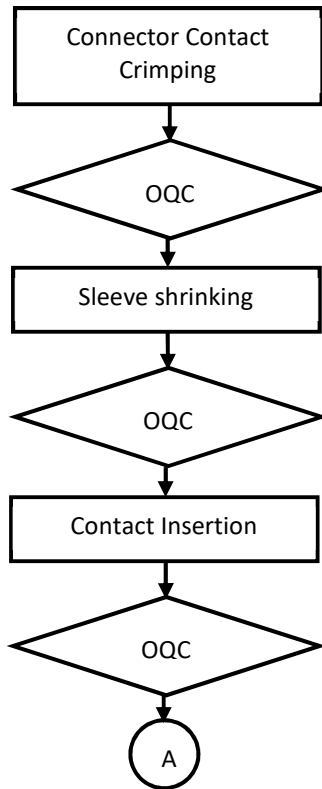 Connector Contact
Crimping
OQC
Sleeve shrinking
OQC
Contact Insertion
OQC
A